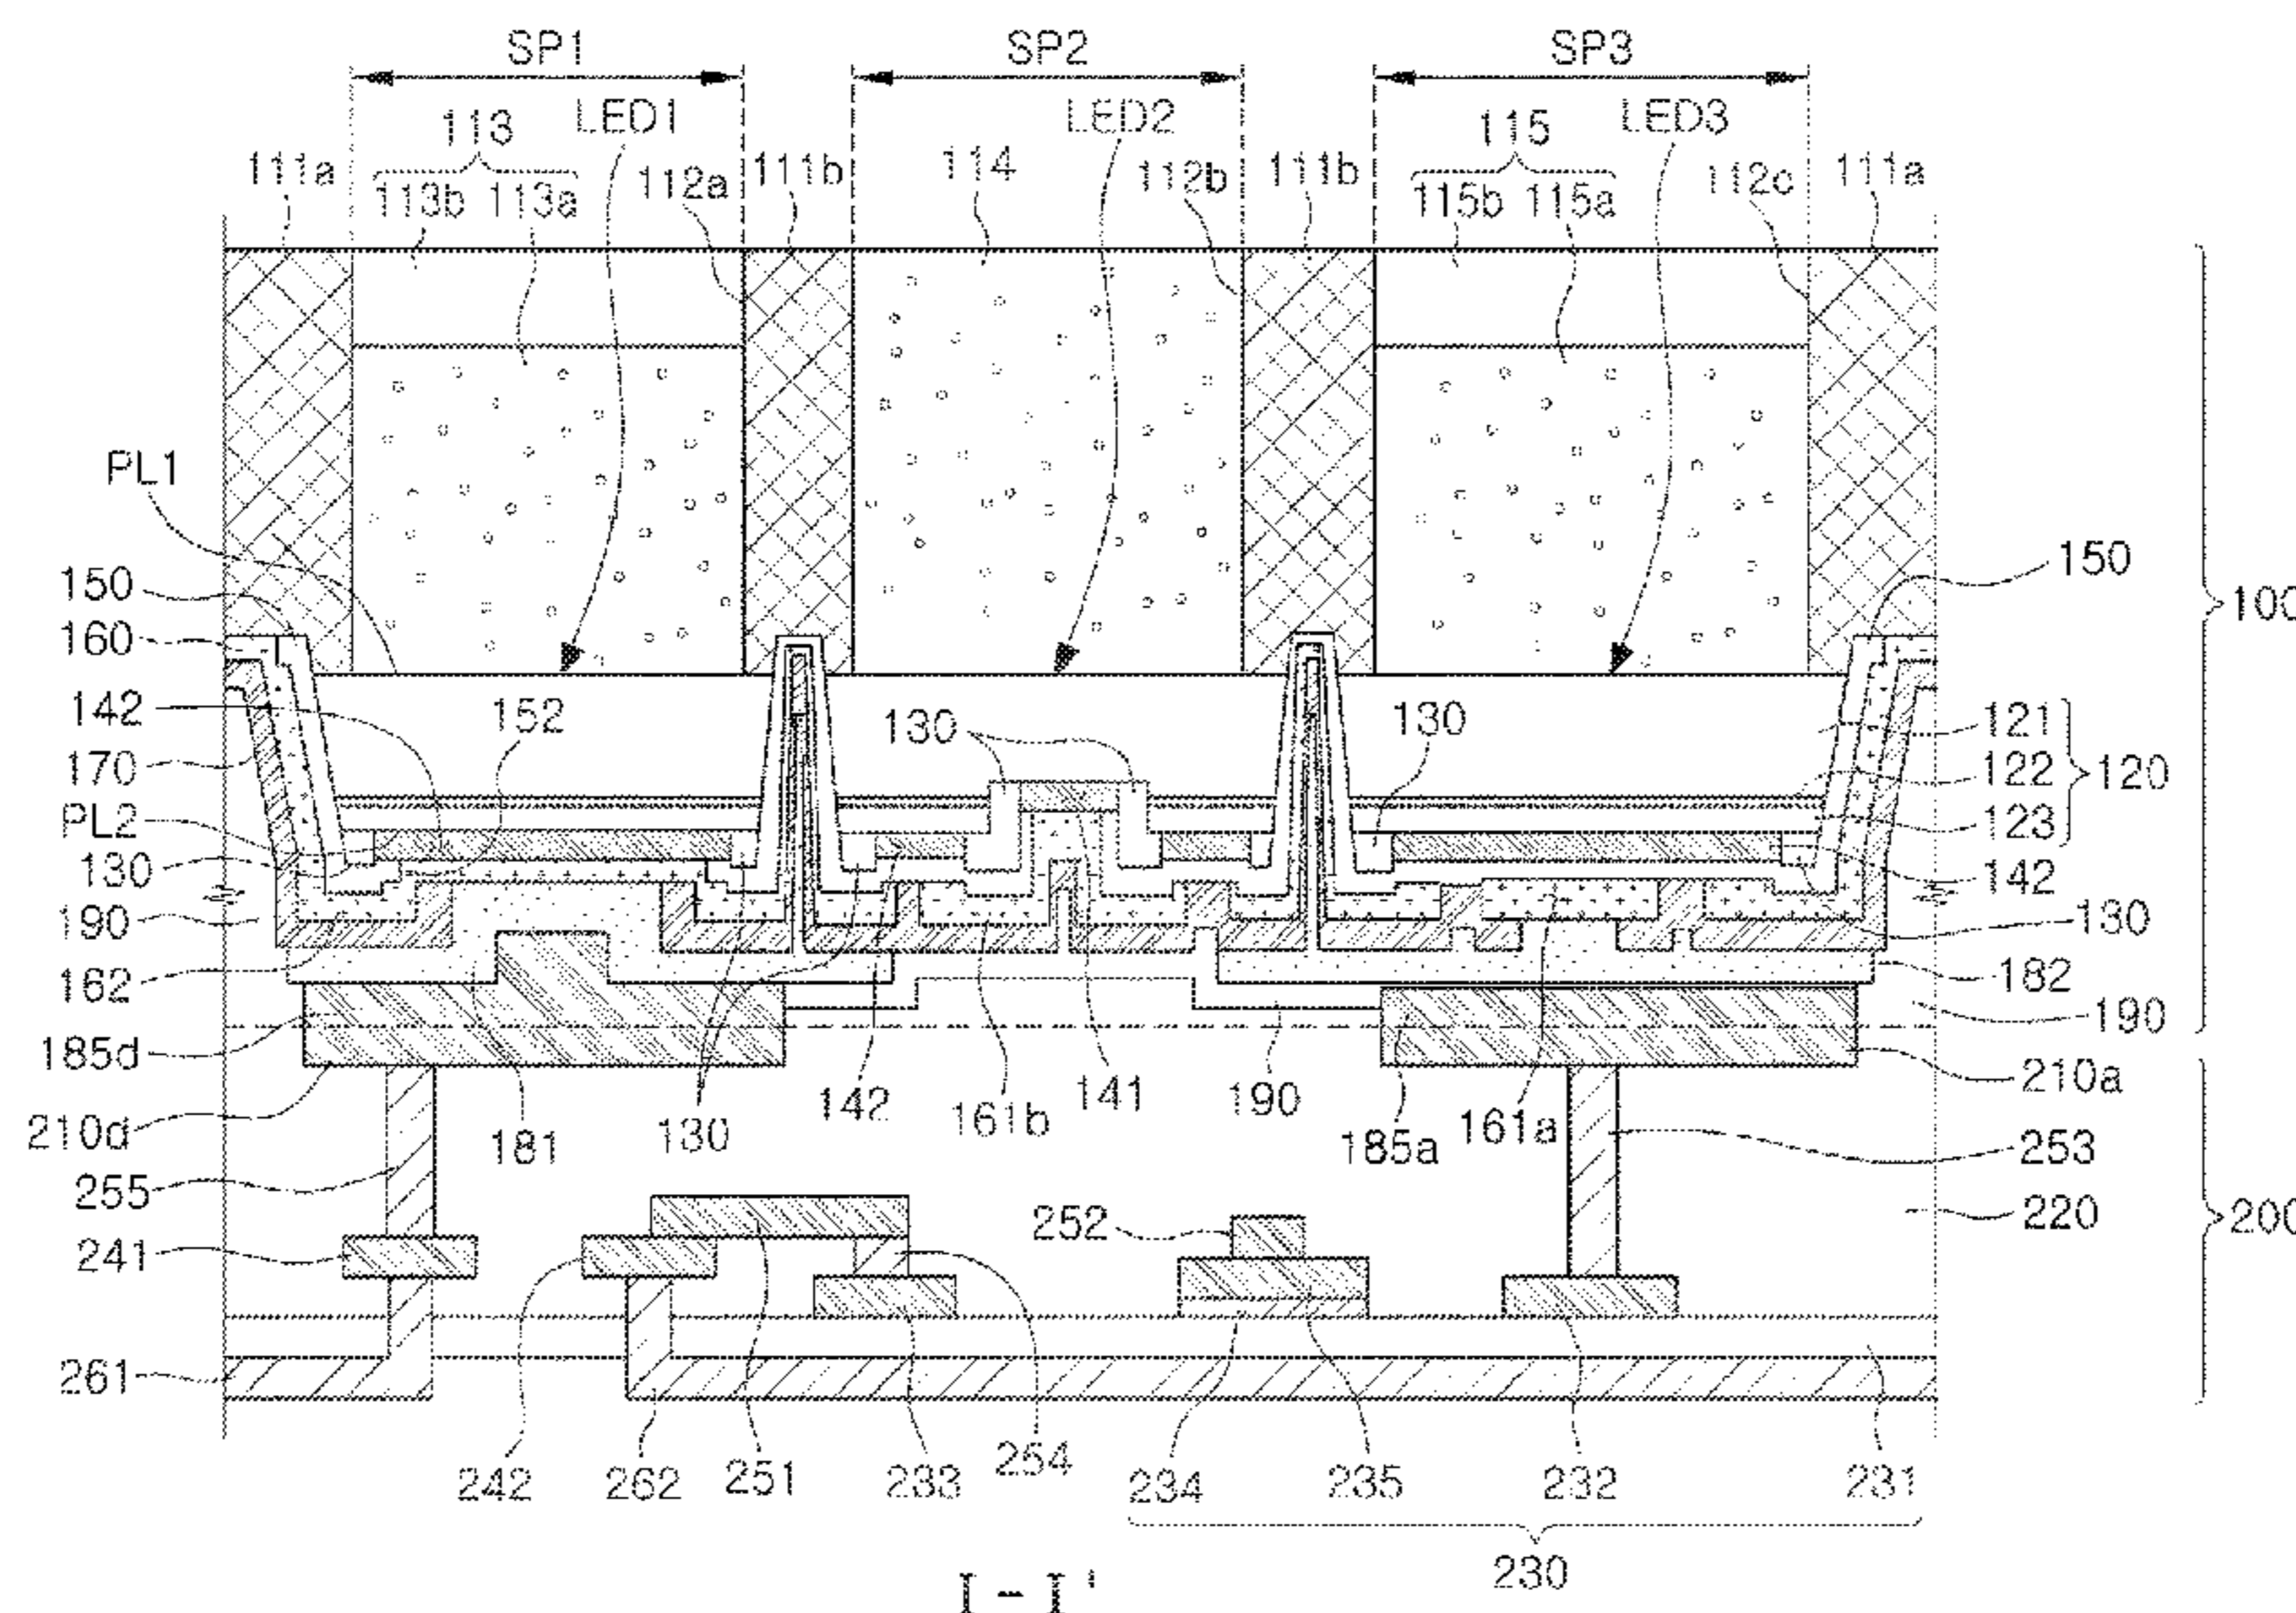 SP1 SP2 SP3
113 LED1 LED2 115 LED3
111a 113b 113a 112a 111b 114 112b 111b 115b 115a 112c 111a
PL1
150 150
160 100
142 152 130 130 121
170 122 120
PL2 123
130 142
190 130
162 182
185d 190
142 141 190 210a
210d 181 130 161b 185a 161a 253
255
241 252 220 200
261
242 262 251 233 254 234 235 232 231
230
I - I'